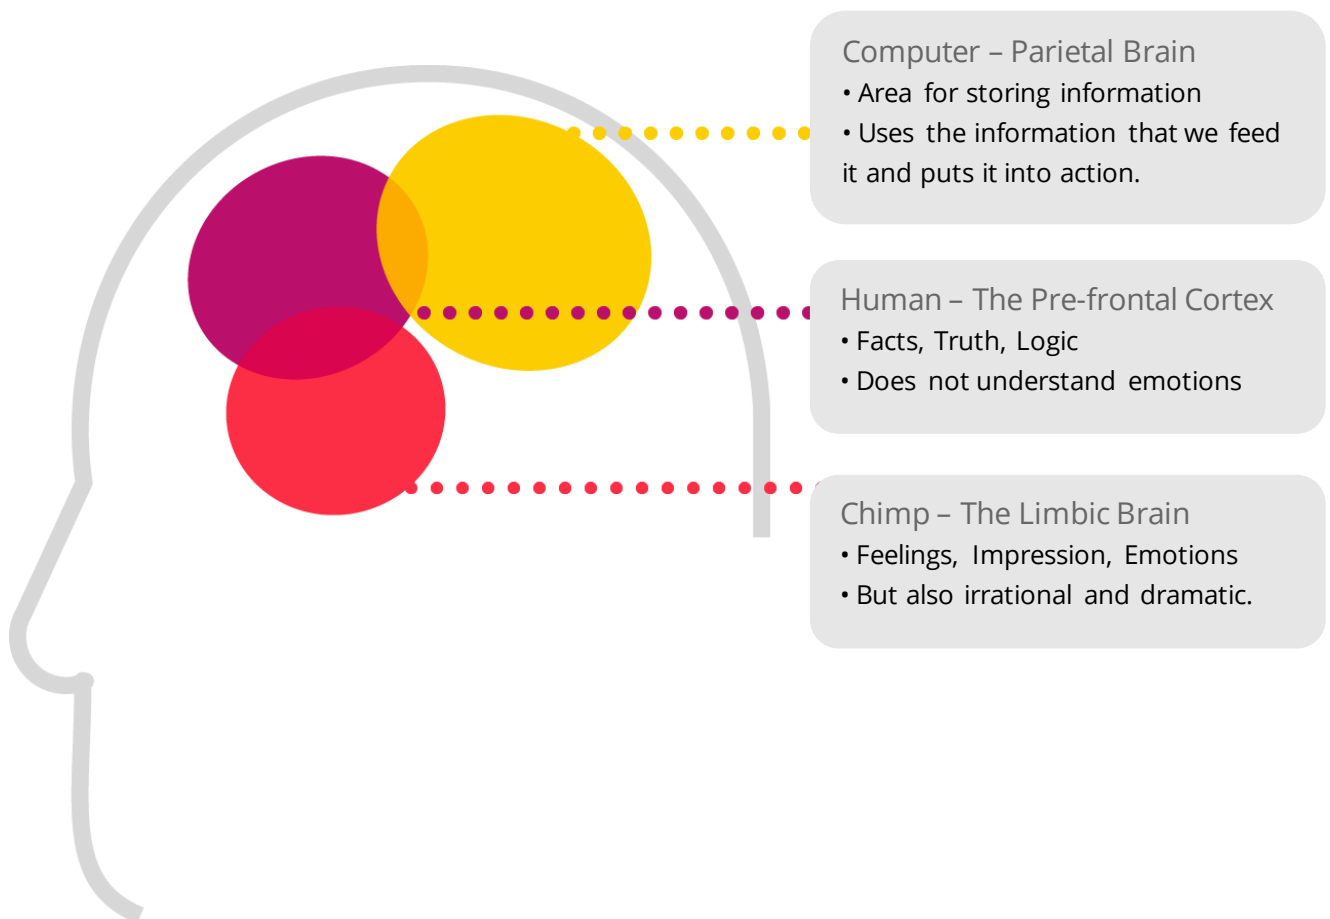 Computer – Parietal Brain
• Area for storing information
• Uses the information that we feed
it and puts it into action.
Human – The Pre-frontal Cortex
• Facts, Truth, Logic
• Does not understand emotions
Chimp – The Limbic Brain
• Feelings, Impression, Emotions
• But also irrational and dramatic.